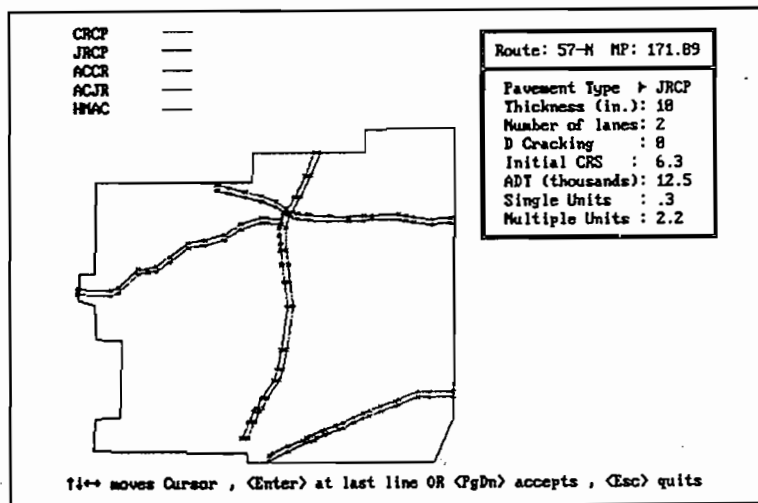 CRCP
JRCP
ACCR
ACJR
HMAC
Route: 57-N MP: 171.89
Pavement Type JRCP
Thickness (in.): 10
Number of lanes: 2
D Cracking : 0
Initial CRS : 6.3
ADT (thousands): 12.5
Single Units : .3
Multiple Units : 2.2
↑↓←→ moves Cursor , <Enter> at last line OR <PgDn> accepts , <Esc> quits